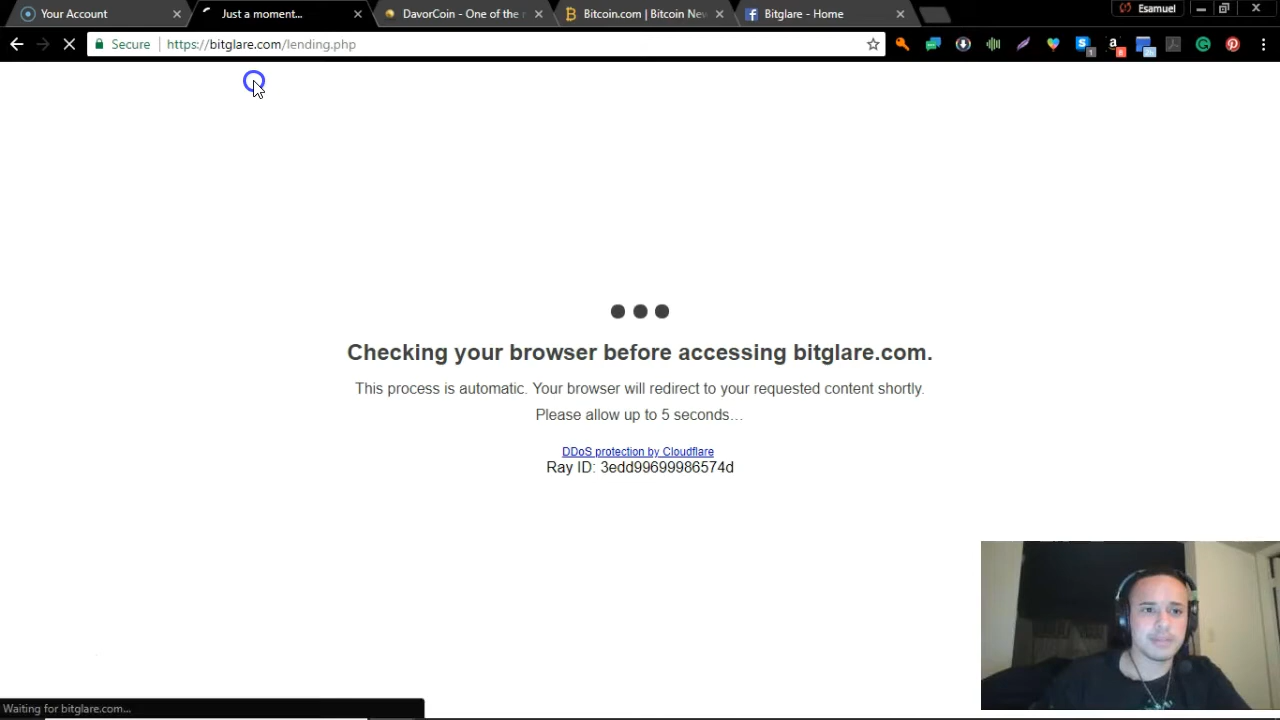 Your Account
Just a moment...
DavorCoin - One of the r
Bitcoin.com | Bitcoin New
Bitglare - Home
Esamuel
Secure
https://bitglare.com/lending.php
Checking your browser before accessing bitglare.com.
This process is automatic. Your browser will redirect to your requested content shortly.
Please allow up to 5 seconds...
DDoS protection by Cloudflare
Ray ID: 3edd99699986574d
Waiting for bitglare.com...